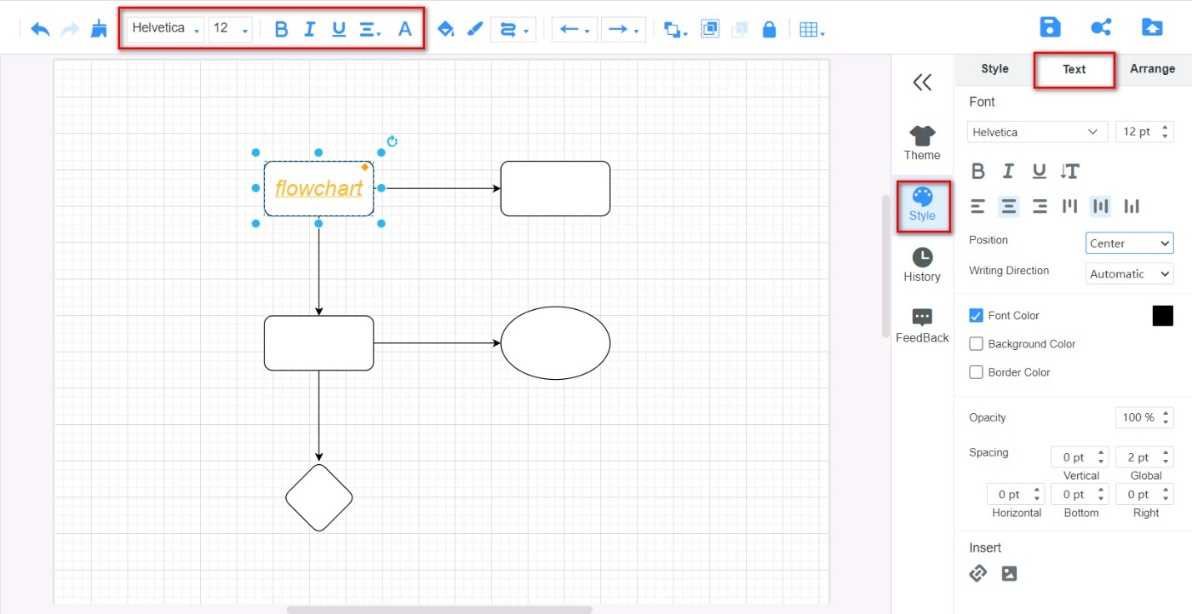 Helvetica 12 B I U A
Style Text Arrange
Font
Helvetica 12 pt
B I U T
Theme
Style
History
FeedBack
flowchart
Position Center
Writing Direction Automatic
Font Color
Background Color
Border Color
Opacity 100 %
Spacing 0 pt 2 pt
Vertical Global
0 pt 0 pt 0 pt
Horizontal Bottom Right
Insert